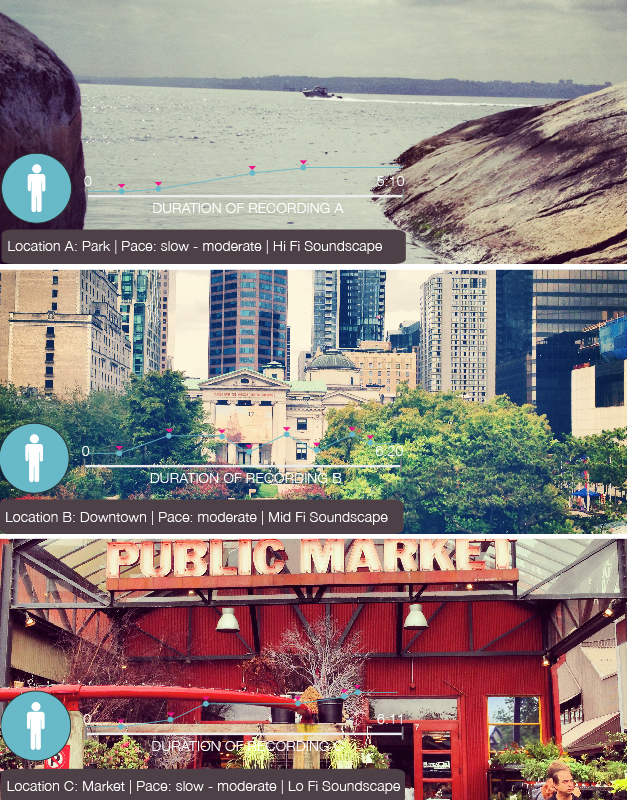 0
5:10
DURATION OF RECORDING A
Location A: Park | Pace: slow - moderate | Hi Fi Soundscape
0
6:20
DURATION OF RECORDING B
Location B: Downtown | Pace: moderate | Mid Fi Soundscape
PUBLIC MARKET
0
6:11
DURATION OF RECORDING C
Location C: Market | Pace: slow - moderate | Lo Fi Soundscape